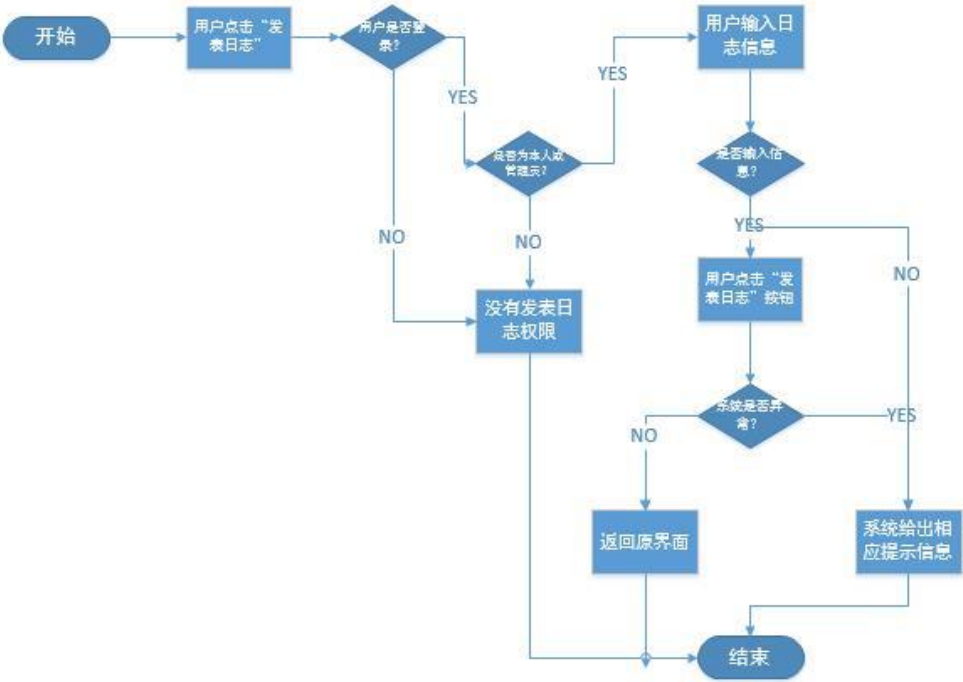 开始
用户点击“发
表日志”
用户是否登
录？
YES
NO
是否为本人或
管理员？
YES
NO
没有发表日
志权限
用户输入日
志信息
是否输入信
息？
YES
NO
用户点击“发
表日志”按钮
系统是否异
常？
NO
YES
返回原界面
系统给出相
应提示信息
结束